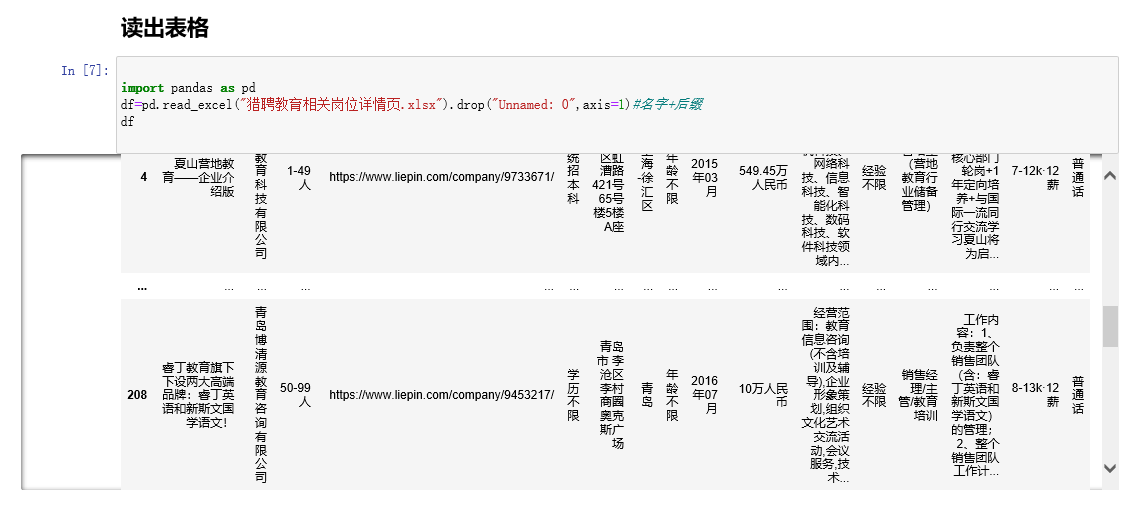 读出表格
In [7]:
import pandas as pd
df=pd.read_excel("猎聘教育相关岗位详情页.xlsx").drop("Unnamed: 0",axis=1)#名字+后缀
df
4
夏山营地教
育——企业介
绍版
教
育
科
技
有
限
公
司
1-49
人
https://www.liepin.com/company/9733671/
统
招
本
科
区虹
漕路
421号
65号
楼5楼
A座
海
-徐
汇
区
年
龄
不
限
2015
年03
月
549.45万
人民币
网络科
技、信息
科技、智
能化科
技、数码
科技、软
件科技领
域内...
经验
不限
（营地
教育行
业储备
管理）
核心部门
轮岗+1
年定向培
养+与国
际一流同
行交流学
习夏山将
为启...
7-12k·12
薪
普
通
话
... ... ... ... ... ... ... ... ... ... ... ... ... ... ... ... ...
208
睿丁教育旗下
下设两大高端
品牌：睿丁英
语和新斯文国
学语文！
青
岛
博
清
源
教
育
咨
询
有
限
公
司
50-99
人
https://www.liepin.com/company/9453217/
学
历
不
限
青岛
市李
沧区
李村
商圈
奥克
斯广
场
青
岛
年
龄
不
限
2016
年07
月
10万人民
币
经营范
围：教育
信息咨询
(不含培
训及辅
导),企业
形象策
划,组织
文化艺术
交流活
动,会议
服务,技
术...
经验
不限
销售经
理/主
管/教育
培训
工作内
容：1、
负责整个
销售团队
（含：睿
丁英语和
新斯文国
学语文）
的管理；
2、整个
销售团队
工作计...
8-13k·12
薪
普
通
话